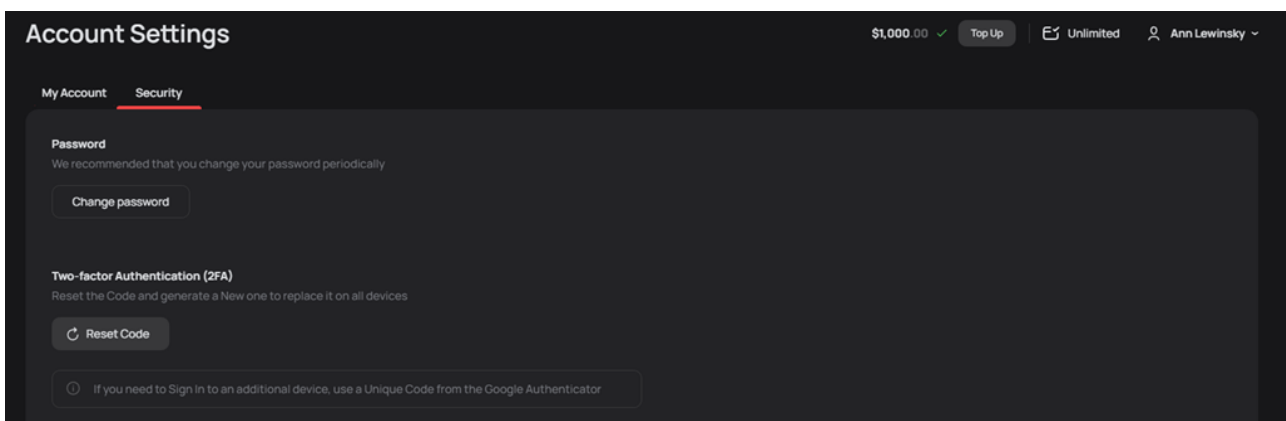 Account Settings
$1,000.00 Top Up Unlimited Ann Lewinsky
My Account Security
Password
We recommended that you change your password periodically
Change password
Two-factor Authentication (2FA)
Reset the Code and generate a New one to replace it on all devices
Reset Code
If you need to Sign In to an additional device, use a Unique Code from the Google Authenticator